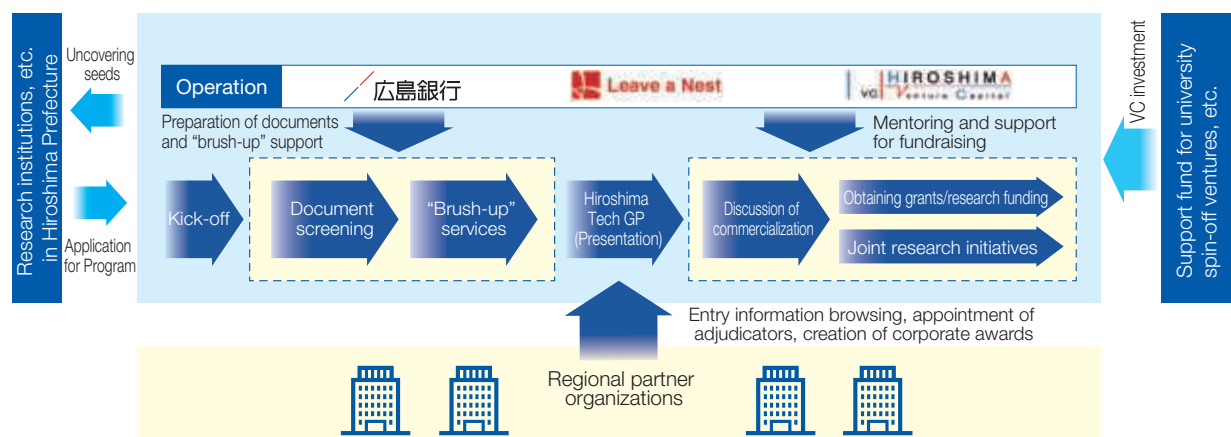 Research institutions, etc.
in Hiroshima Prefecture
Uncovering
seeds
Application
for Program
Operation
広島銀行
Leave a Nest
HIROSHIMA
VC Venture Capital
Preparation of documents
and “brush-up” support
Mentoring and support
for fundraising
Kick-off
Document
screening
“Brush-up”
services
Hiroshima
Tech GP
(Presentation)
Discussion of
commercialization
Obtaining grants/research funding
Joint research initiatives
VC investment
Support fund for university
spin-off ventures, etc.
Entry information browsing, appointment of
adjudicators, creation of corporate awards
Regional partner
organizations